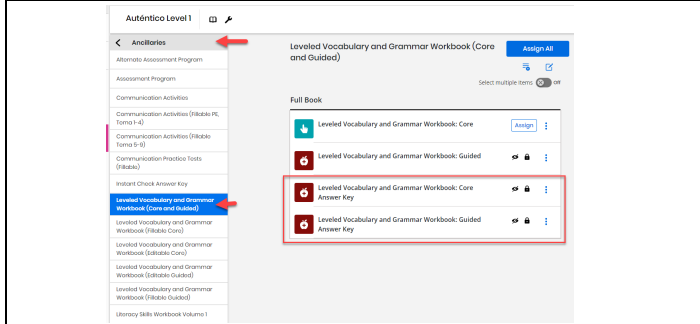 Auténtico Level 1
Ancillaries
Alternate Assessment Program
Assessment Program
Communication Activities
Communication Activities (Fillable PE,
Tema 1-4)
Communication Activities (Fillable
Tema 5-9)
Communication Practice Tests
(Fillable)
Instant Check Answer Key
Leveled Vocabulary and Grammar
Workbook (Core and Guided)
Leveled Vocabulary and Grammar
Workbook (Fillable Core)
Leveled Vocabulary and Grammar
Workbook (Editable Core)
Leveled Vocabulary and Grammar
Workbook (Editable Guided)
Leveled Vocabulary and Grammar
Workbook (Fillable Guided)
Literacy Skills Workbook Volume 1
Leveled Vocabulary and Grammar Workbook (Core
and Guided)
Assign All
Select multiple items Off
Full Book
Leveled Vocabulary and Grammar Workbook: Core
Assign
Leveled Vocabulary and Grammar Workbook: Guided
Leveled Vocabulary and Grammar Workbook: Core
Answer Key
Leveled Vocabulary and Grammar Workbook: Guided
Answer Key